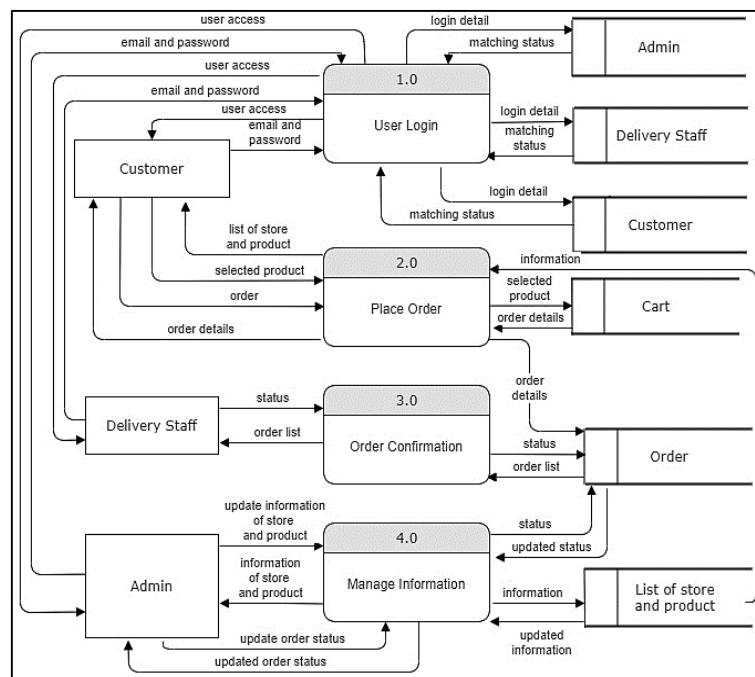 user access
login detail
Admin
email and password
matching status
user access
1.0
email and password
User Login
user access
login detail
Delivery Staff
email and
password
matching
status
Customer
login detail
matching status
Customer
list of store
and product
2.0
information
selected product
selected
product
Cart
order
Place Order
order details
order details
order
details
status
3.0
Delivery Staff
order list
Order Confirmation
status
Order
order list
update information
of store
and product
4.0
status
updated status
Admin
information
of store
and product
Manage Information
information
List of store
and product
update order status
updated
information
updated order status